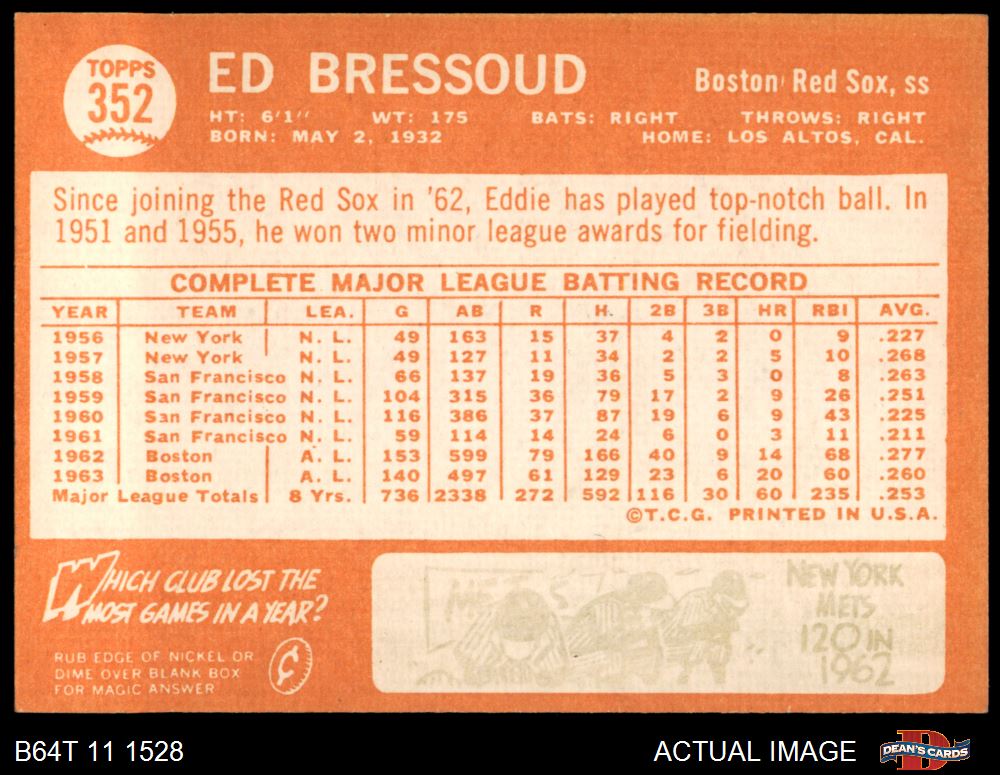 TOPPS
352
ED BRESSOUD
Boston Red Sox, ss
HT: 6'1" WT: 175 BATS: RIGHT THROWS: RIGHT
BORN: MAY 2, 1932 HOME: LOS ALTOS, CAL.
Since joining the Red Sox in '62, Eddie has played top-notch ball. In
1951 and 1955, he won two minor league awards for fielding.
COMPLETE MAJOR LEAGUE BATTING RECORD
YEAR TEAM LEA. G AB R H. 2B 3B HR RBI AVG.
1956 New York N. L. 49 163 15 37 4 2 0 9 .227
1957 New York N. L. 49 127 11 34 2 2 5 10 .268
1958 San Francisco N. L. 66 137 19 36 5 3 0 8 .263
1959 San Francisco N. L. 104 315 36 79 17 2 9 26 .251
1960 San Francisco N. L. 116 386 37 87 19 6 9 43 .225
1961 San Francisco N. L. 59 114 14 24 6 0 3 11 .211
1962 Boston A. L. 153 599 79 166 40 9 14 68 .277
1963 Boston A. L. 140 497 61 129 23 6 20 60 .260
Major League Totals 8 Yrs. 736 2338 272 592 116 30 60 235 .253
©T.C.G. PRINTED IN U.S.A.
WHICH CLUB LOST THE
MOST GAMES IN A YEAR?
RUB EDGE OF NICKEL OR
DIME OVER BLANK BOX
FOR MAGIC ANSWER
¢
METS
NEW YORK
METS
120 IN
1962
B64T 11 1528
ACTUAL IMAGE
D
DEAN'S CARDS